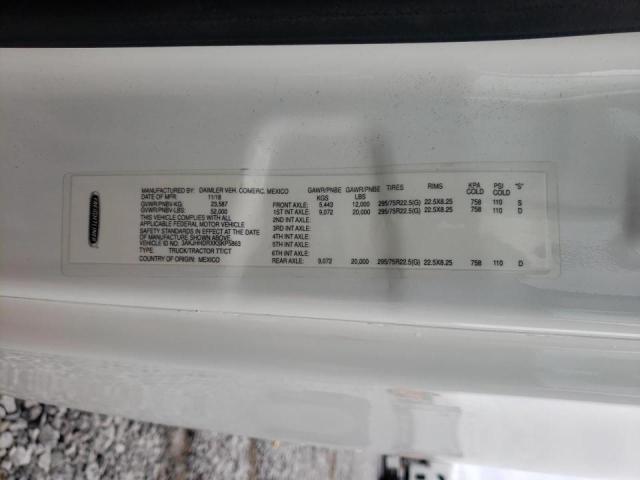 FREIGHTLINER
MANUFACTURED BY: DAIMLER VEH. COMERC. MEXICO
DATE OF MFR: 11/18
GVWR/PNBV-KG: 23,587
GVWR/PNBV-LBS: 52,000
THIS VEHICLE COMPLIES WITH ALL
APPLICABLE FEDERAL MOTOR VEHICLE
SAFETY STANDARDS IN EFFECT ON DATE
OF MANUFACTURE SHOWN ABOVE
VEHICLE ID
TYPE: TRUCK/TRACTOR TT/CT
COUNTRY OF ORIGIN: MEXICO
GAWR/PNBE GAWR/PNBE TIRES RIMS KPA PSI "S"
KGS LBS COLD COLD
FRONT AXLE: 5,443 12,000 295/75R22.5(G) 22.5X8.25 758 110 S
1ST INT AXLE: 9,072 20,000 295/75R22.5(G) 22.5X8.25 758 110 D
2ND INT AXLE:
3RD INT AXLE:
4TH INT AXLE:
5TH INT AXLE:
6TH INT AXLE:
REAR AXLE: 9,072 20,000 295/75R22.5(G) 22.5X8.25 758 110 D